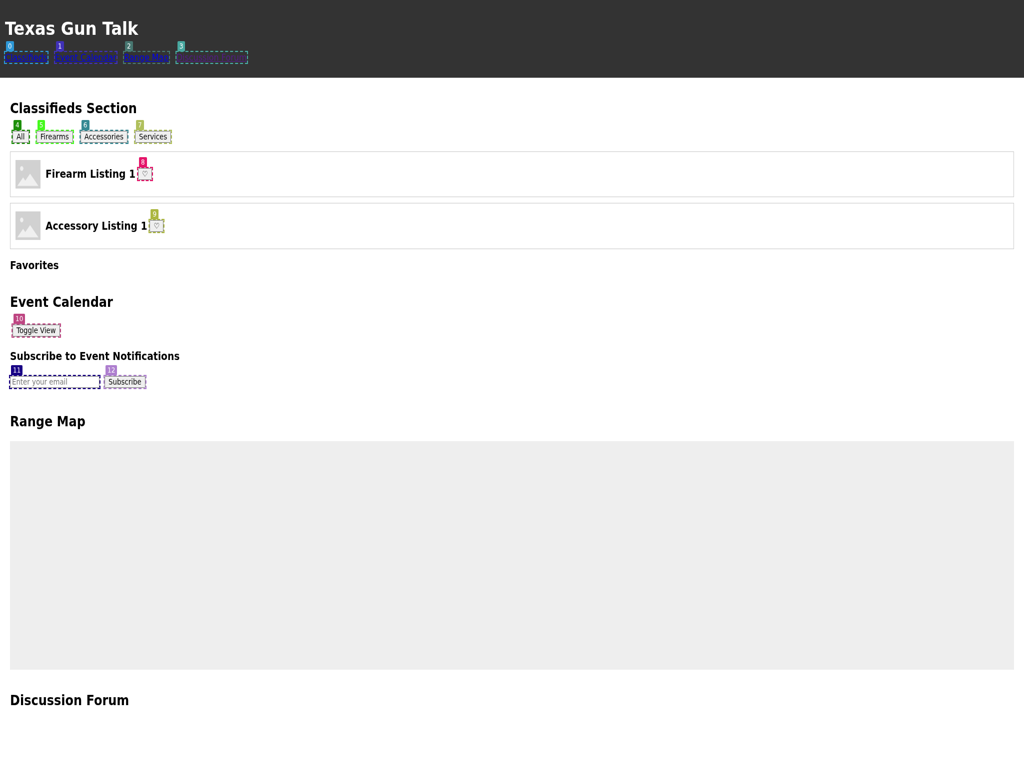 Texas Gun Talk
0 1 2 3
Classifieds Event Calendar Range Map
Classifieds Section
4 5 6 7
All Firearms Accessories Services
8
Firearm Listing 1 ♡
9
Accessory Listing 1 ♡
Favorites
Event Calendar
10
Toggle View
Subscribe to Event Notifications
11 12
Enter your email Subscribe
Range Map
Discussion Forum